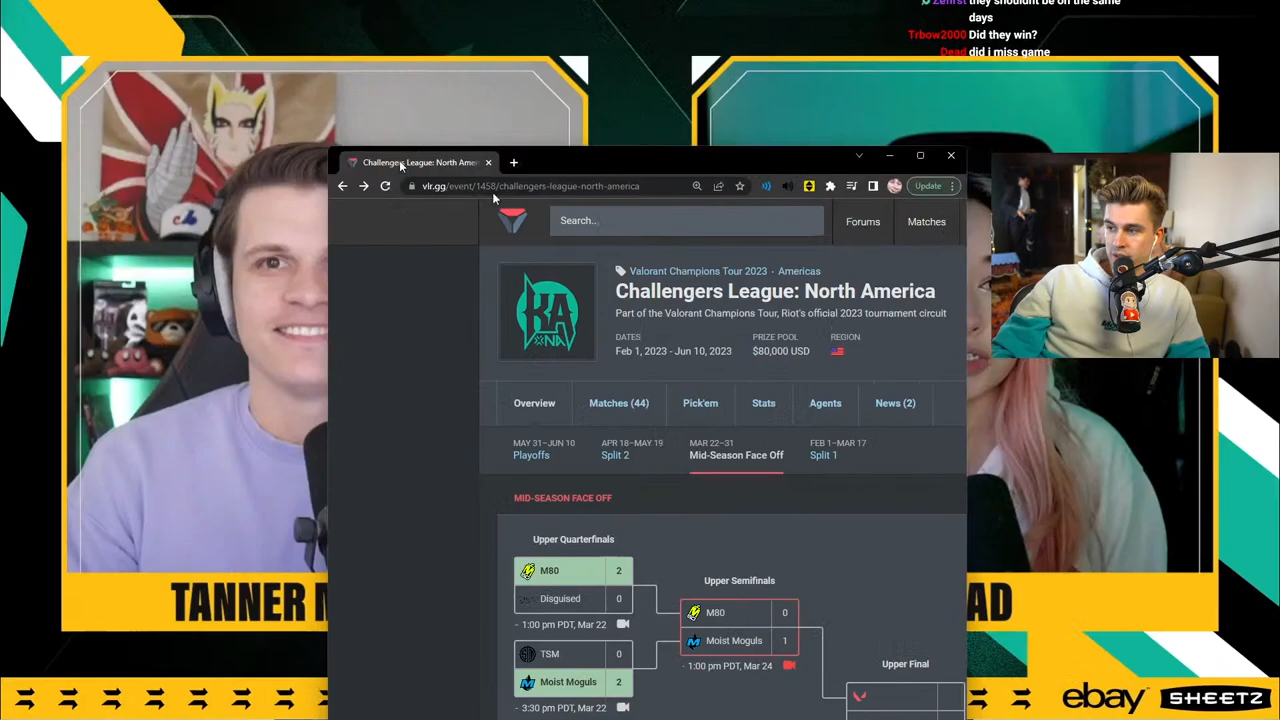 Zenrst they shouldnt be on the same
days
Trbow2000 Did they win?
Dead did i miss game
Challengers League: North Amer
vlr.gg/event/1458/challengers-league-north-america
Update
Search...
Forums
Matches
Valorant Champions Tour 2023 · Americas
Challengers League: North America
Part of the Valorant Champions Tour, Riot's official 2023 tournament circuit
DATES
PRIZE POOL
REGION
Feb 1, 2023 - Jun 10, 2023
$80,000 USD
KA
NA
Overview
Matches (44)
Pick'em
Stats
Agents
News (2)
MAY 31–JUN 10
APR 18–MAY 19
MAR 22–31
FEB 1–MAR 17
Playoffs
Split 2
Mid-Season Face Off
Split 1
MID-SEASON FACE OFF
Upper Quarterfinals
M80 2
Disguised 0
- 1:00 pm PDT, Mar 22
TSM 0
Moist Moguls 2
- 3:30 pm PDT, Mar 22
Upper Semifinals
M80 0
Moist Moguls 1
- 1:00 pm PDT, Mar 24
Upper Final
TANNER
AD
ebay
SHEETZ